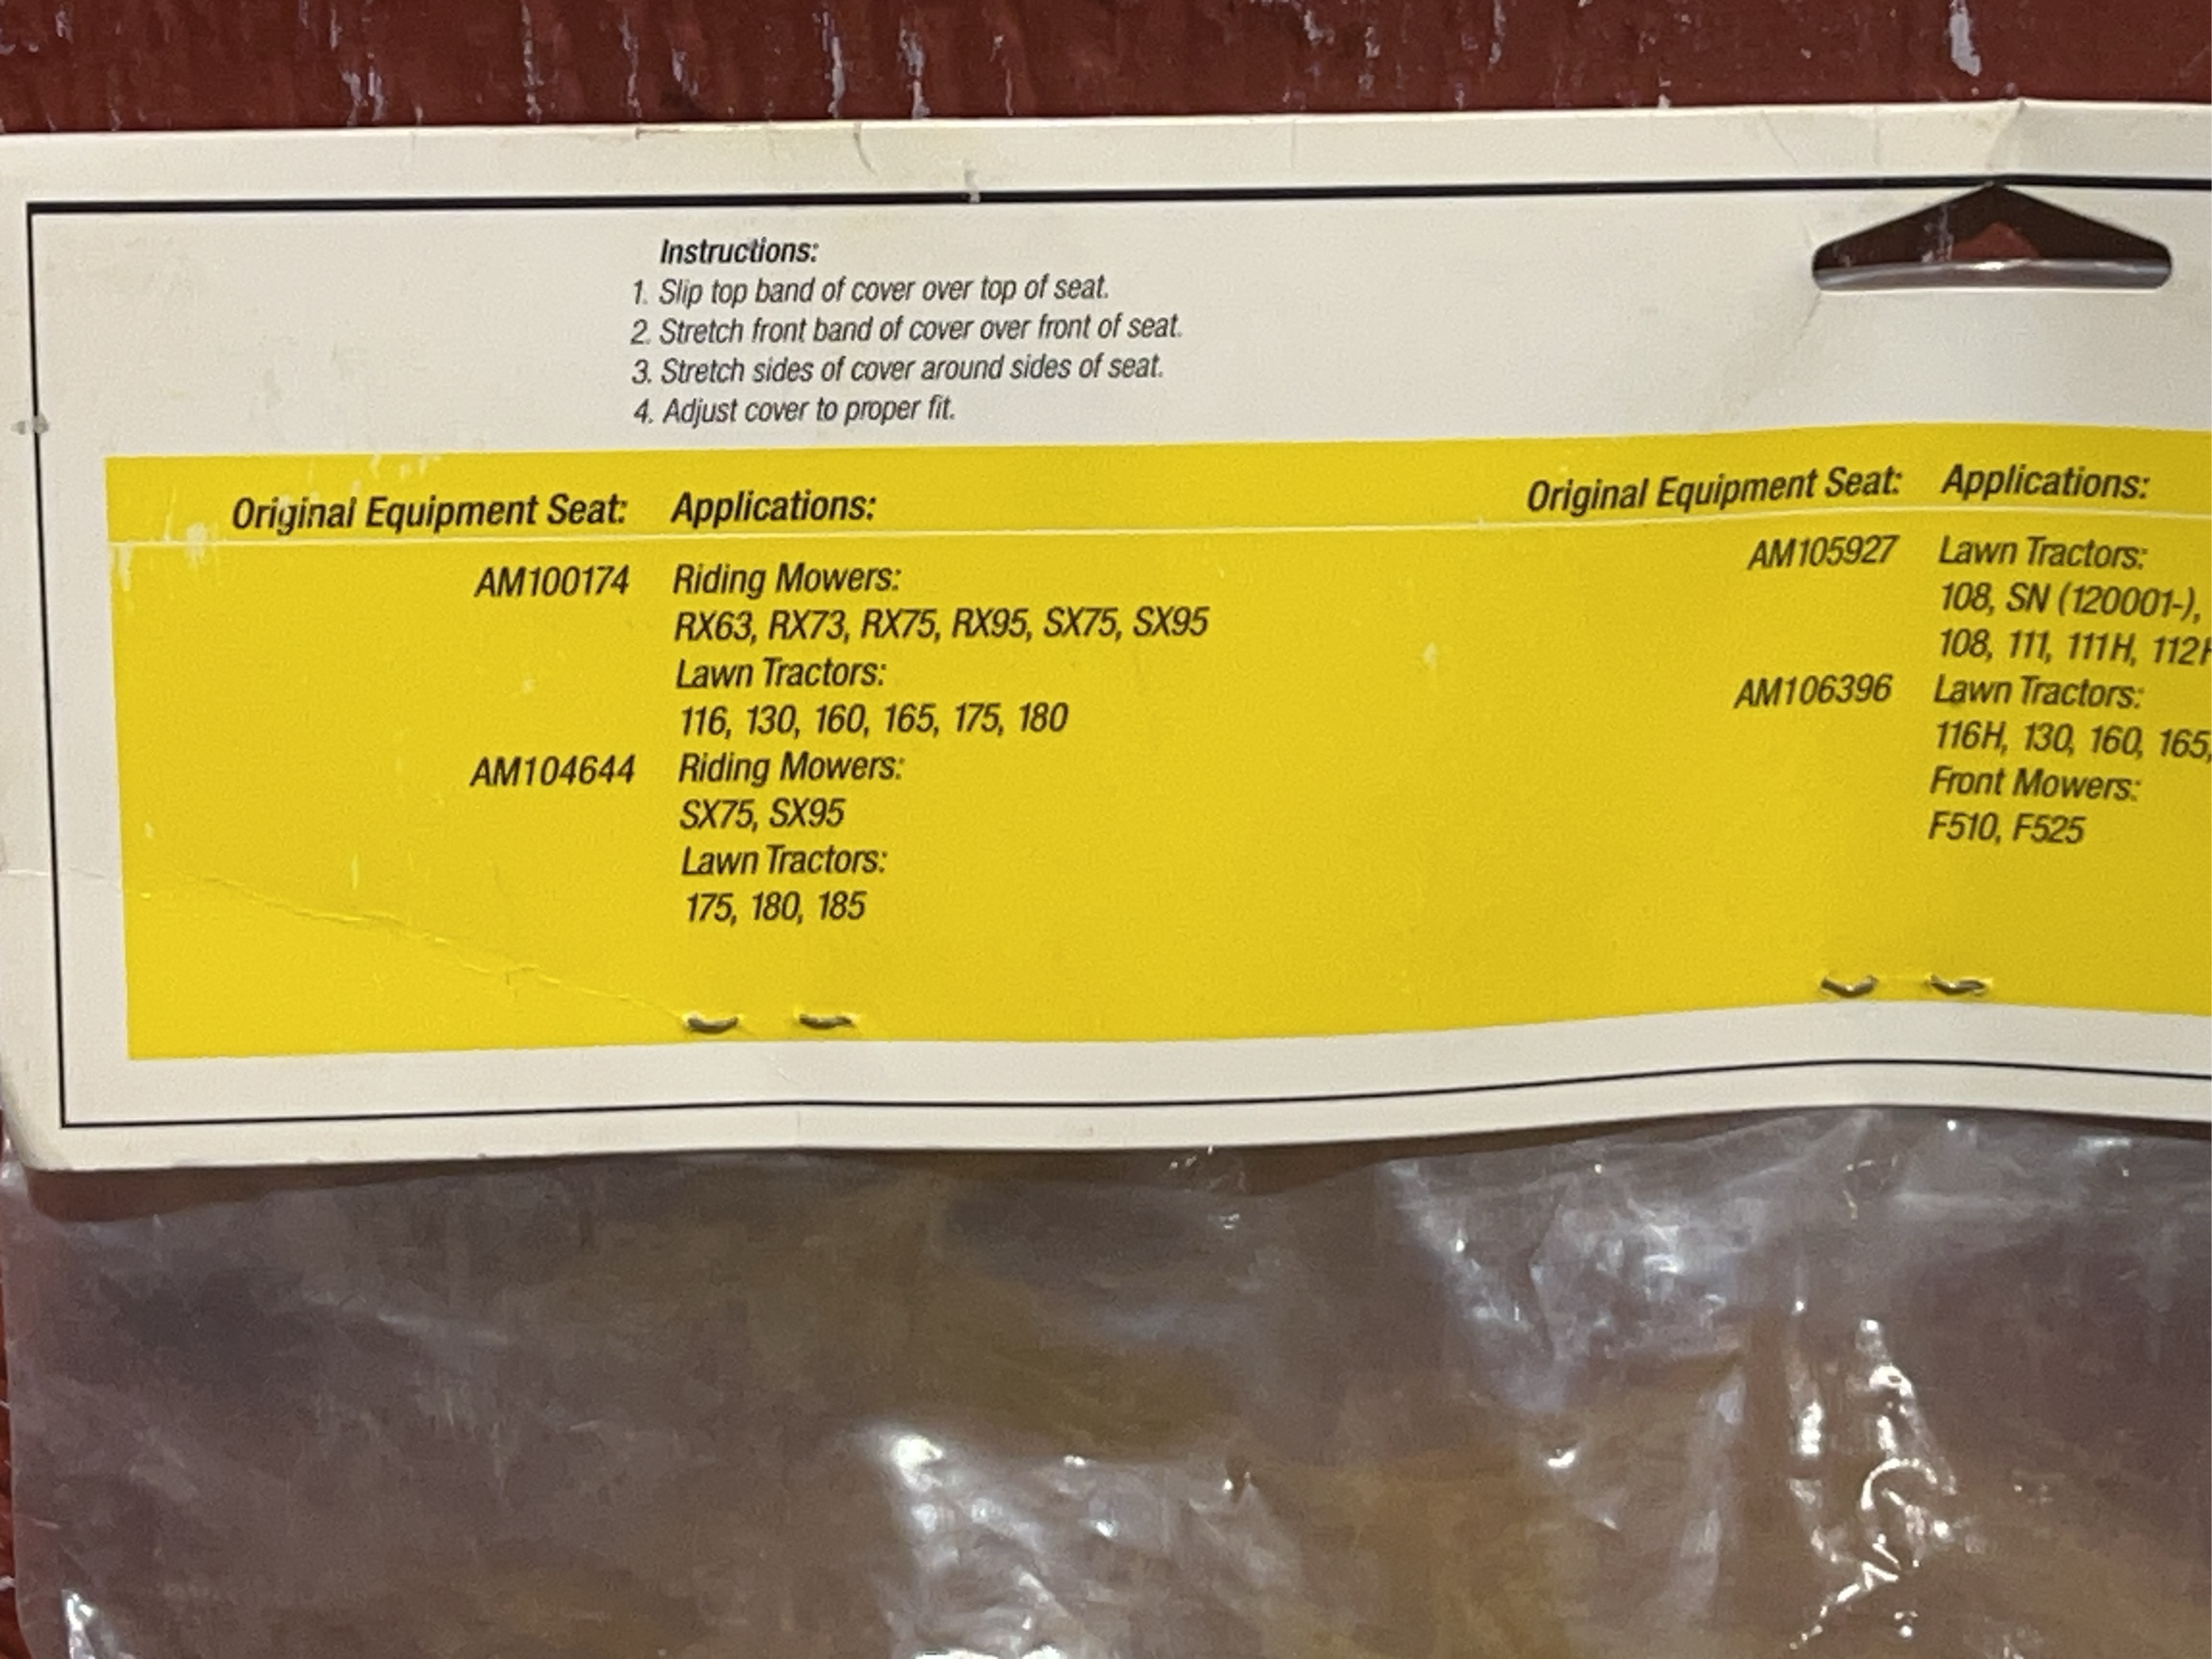 Instructions:
1. Slip top band of cover over top of seat.
2. Stretch front band of cover over front of seat.
3. Stretch sides of cover around sides of seat.
4. Adjust cover to proper fit.
Original Equipment Seat: Applications:
AM100174 Riding Mowers:
RX63, RX73, RX75, RX95, SX75, SX95
Lawn Tractors:
116, 130, 160, 165, 175, 180
AM104644 Riding Mowers:
SX75, SX95
Lawn Tractors:
175, 180, 185
Original Equipment Seat: Applications:
AM105927 Lawn Tractors:
108, SN (120001-),
108, 111, 111H, 112H
AM106396 Lawn Tractors:
116H, 130, 160, 165,
Front Mowers:
F510, F525